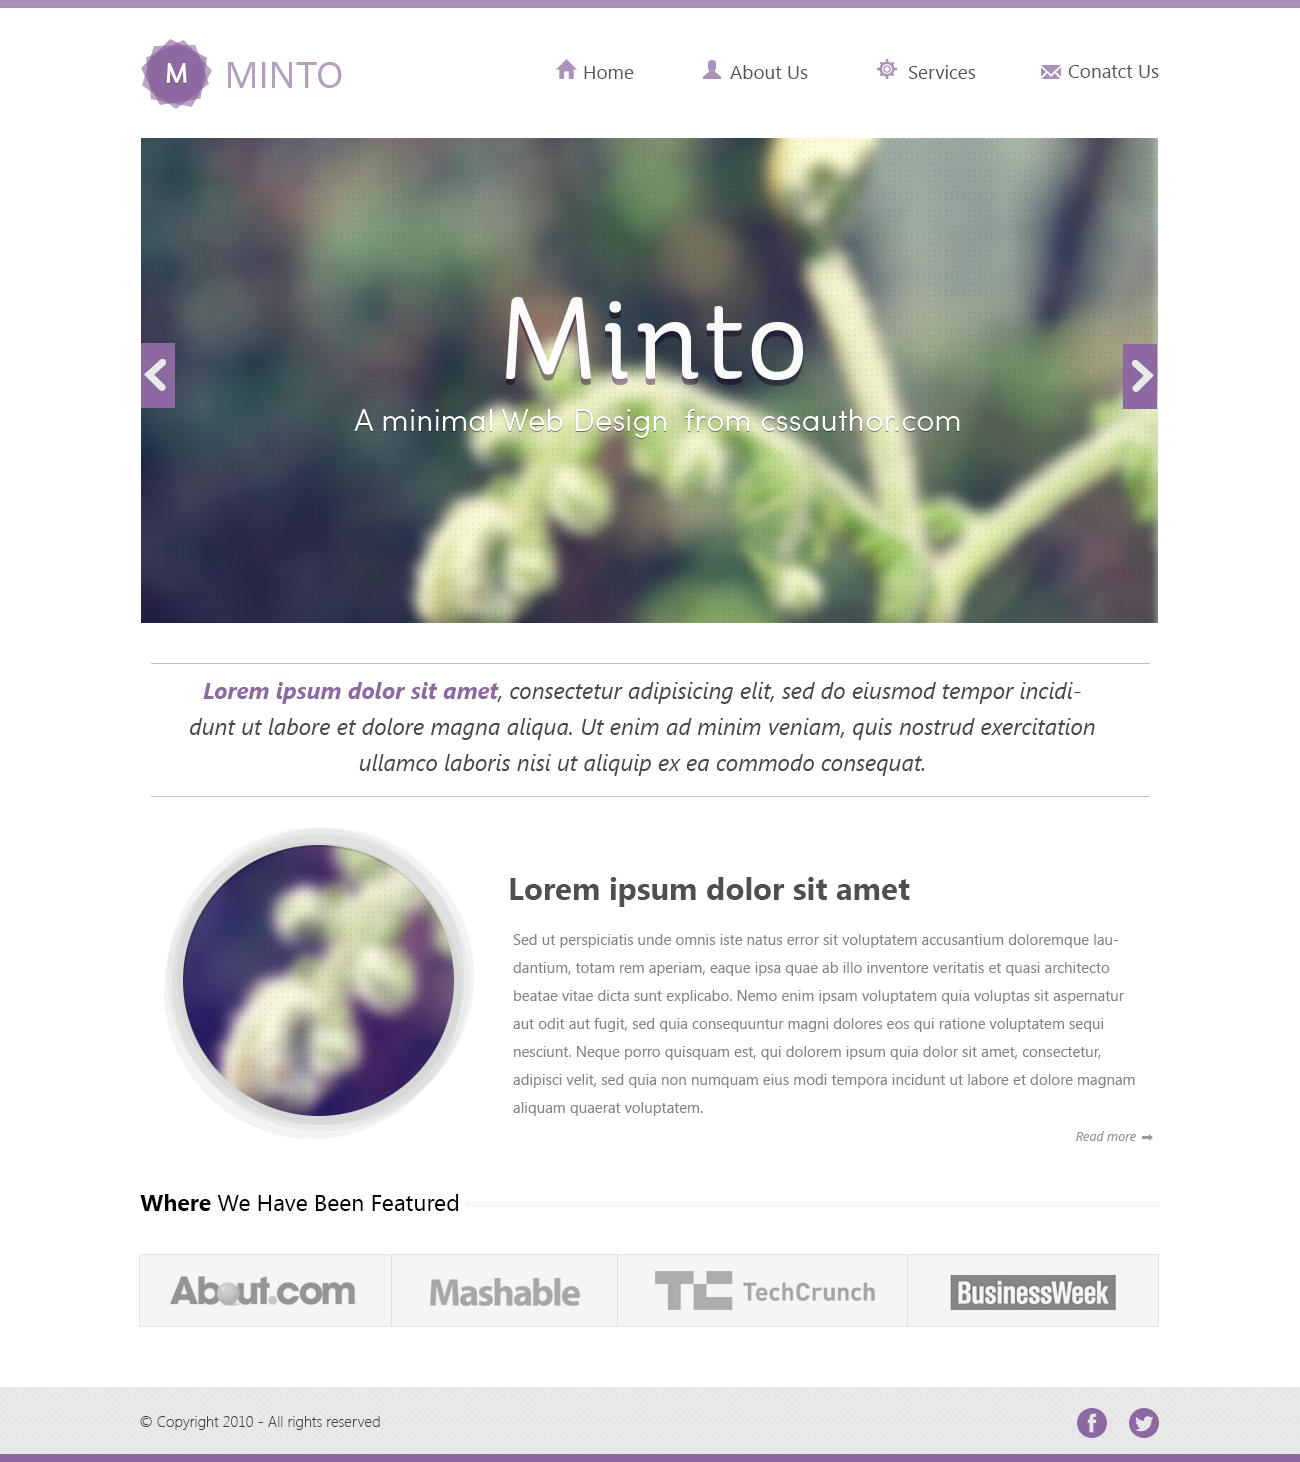 M MINTO
Home About Us Services Conatct Us
Minto
A minimal Web Design from cssauthor.com
Lorem ipsum dolor sit amet, consectetur adipisicing elit, sed do eiusmod tempor incidi-
dunt ut labore et dolore magna aliqua. Ut enim ad minim veniam, quis nostrud exercitation
ullamco laboris nisi ut aliquip ex ea commodo consequat.
Lorem ipsum dolor sit amet
Sed ut perspiciatis unde omnis iste natus error sit voluptatem accusantium doloremque lau-
dantium, totam rem aperiam, eaque ipsa quae ab illo inventore veritatis et quasi architecto
beatae vitae dicta sunt explicabo. Nemo enim ipsam voluptatem quia voluptas sit aspernatur
aut odit aut fugit, sed quia consequuntur magni dolores eos qui ratione voluptatem sequi
nesciunt. Neque porro quisquam est, qui dolorem ipsum quia dolor sit amet, consectetur,
adipisci velit, sed quia non numquam eius modi tempora incidunt ut labore et dolore magnam
aliquam quaerat voluptatem.
Read more
Where We Have Been Featured
About.com Mashable TC TechCrunch BusinessWeek
© Copyright 2010 - All rights reserved f